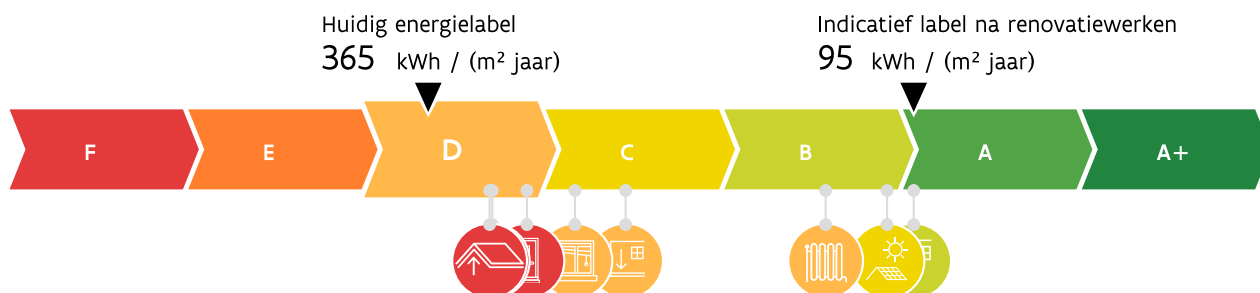 Huidig energielabel
365 kWh / (m² jaar)
Indicatief label na renovatiewerken
95 kWh / (m² jaar)
F E D C B A A+